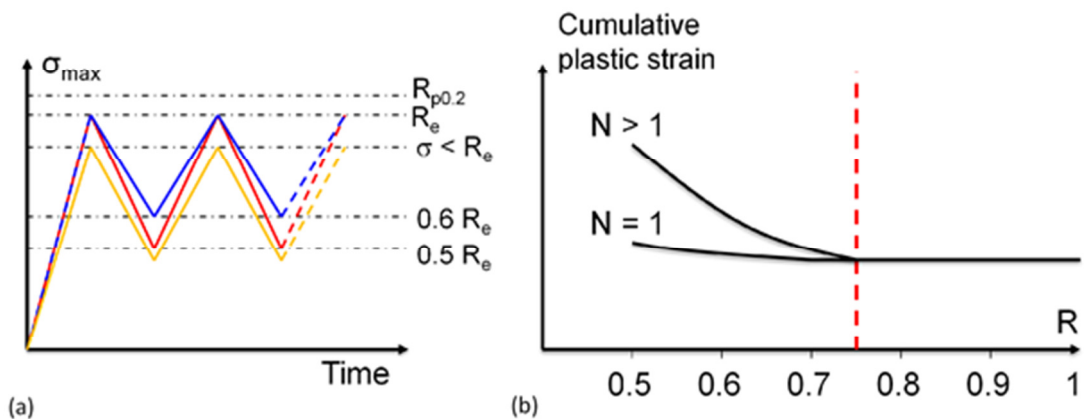 σmax
Rp0.2
Re
σ < Re
0.6 Re
0.5 Re
Time
(a)
Cumulative
plastic strain
N > 1
N = 1
R
0.5 0.6 0.7 0.8 0.9 1
(b)